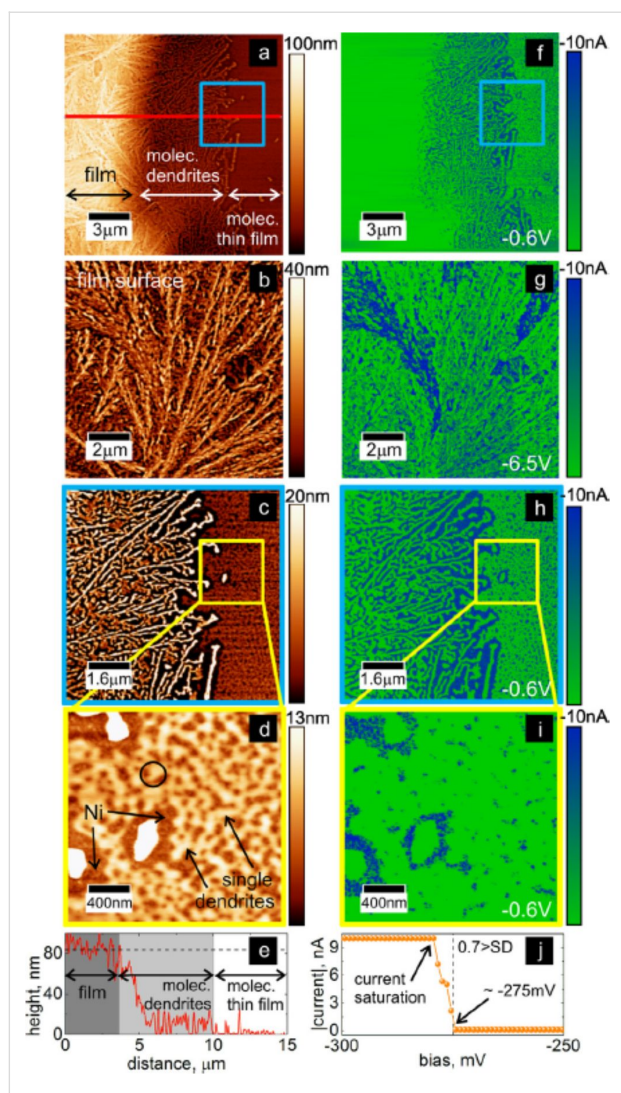 a
100nm
film
molec. dendrites
molec. thin film
3µm
f
-10nA
3µm
-0.6V
film surface
b
40nm
2µm
g
-10nA
2µm
-6.5V
c
20nm
1.6µm
h
-10nA
1.6µm
-0.6V
d
13nm
Ni
single dendrites
400nm
i
-10nA
400nm
-0.6V
e
80
40
0
height, nm
film
molec. dendrites
molec. thin film
0 5 10 15
distance, µm
j
9
6
3
0
|current|, nA
0.7>SD
current saturation
~ -275mV
-300 -250
bias, mV